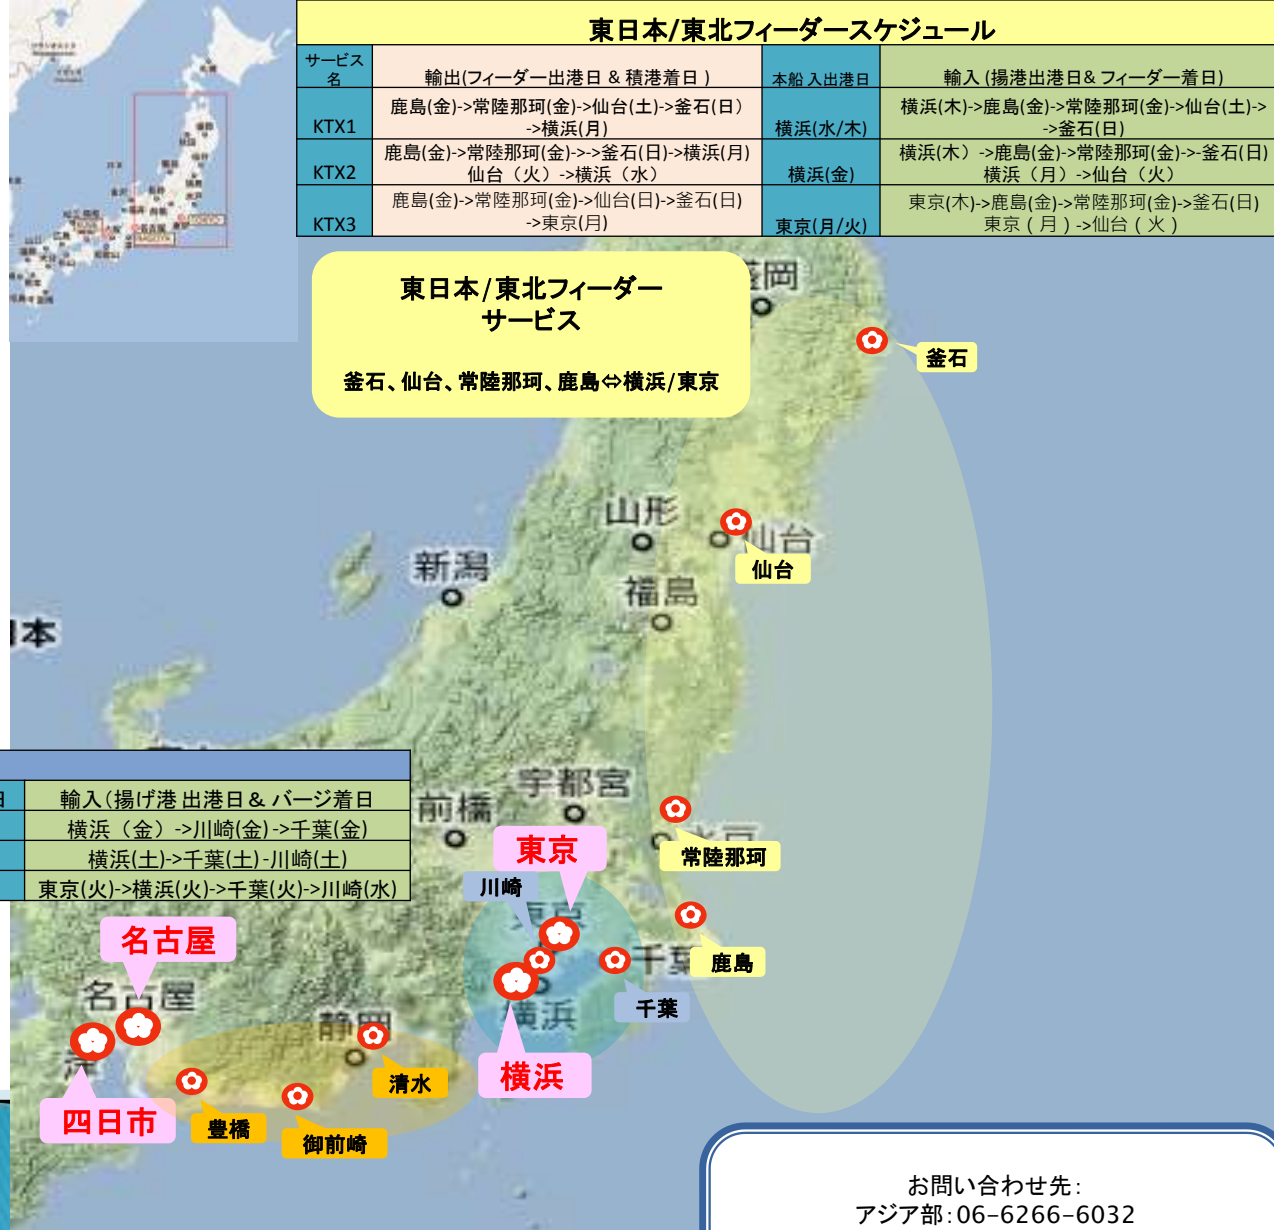 東日本/東北フィーダースケジュール
サービス名 輸出(フィーダー出港日 & 積港着日 ) 本船 入出港日 輸入 (揚港出港日& フィーダー着日)
KTX1 鹿島(金)->常陸那珂(金)->仙台(土)->釜石(日) ->横浜(月) 横浜(水/木) 横浜(木)->鹿島(金)->常陸那珂(金)->仙台(土)-> ->釜石(日)
KTX2 鹿島(金)->常陸那珂(金)->->釜石(日)->横浜(月) 仙台(火)->横浜(水) 横浜(金) 横浜(木)->鹿島(金)->常陸那珂(金)->-釜石(日) 横浜(月)->仙台(火)
KTX3 鹿島(金)->常陸那珂(金)->仙台(日)->釜石(日) ->東京(月) 東京(月/火) 東京(木)->鹿島(金)->常陸那珂(金)->釜石(日) 東京(月)->仙台(火)
東日本/東北フィーダー
サービス
釜石、仙台、常陸那珂、鹿島⇔横浜/東京
釜石
山形
仙台
仙台
新潟
福島
本
日 輸入(揚げ港 出港日 & バージ着日
横浜(金)->川崎(金)->千葉(金)
横浜(土)->千葉(土)-川崎(土)
東京(火)->横浜(火)->千葉(火)->川崎(水)
宇都宮
前橋
常陸那珂
東京
川崎
名古屋
鹿島
千葉
名古屋
千葉
横浜
静岡
清水
横浜
四日市
豊橋
御前崎
お問い合わせ先:
アジア部:06-6266-6032